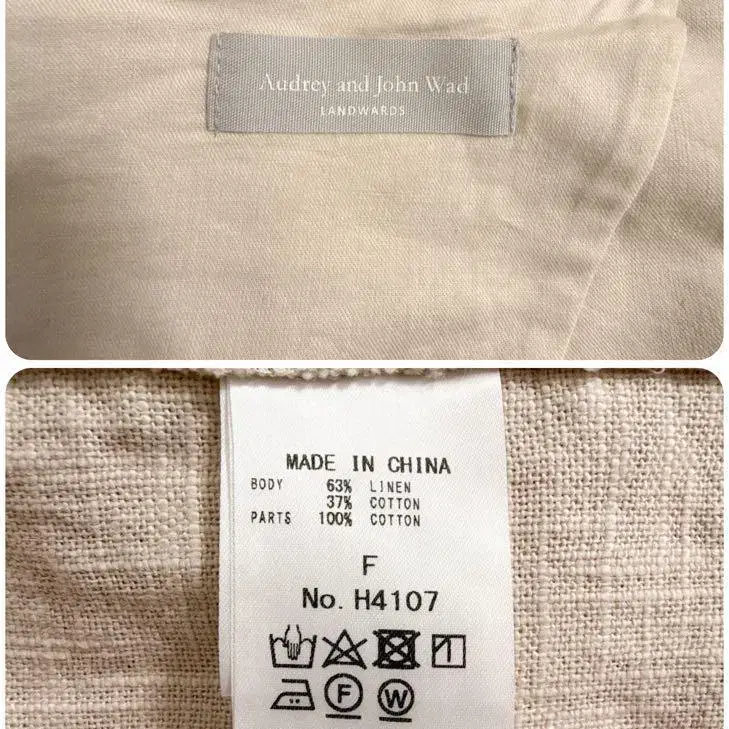 Audrey and John Wad
LANDWARDS
MADE IN CHINA
BODY 63% LINEN
37% COTTON
PARTS 100% COTTON
F
No. H4107
F W